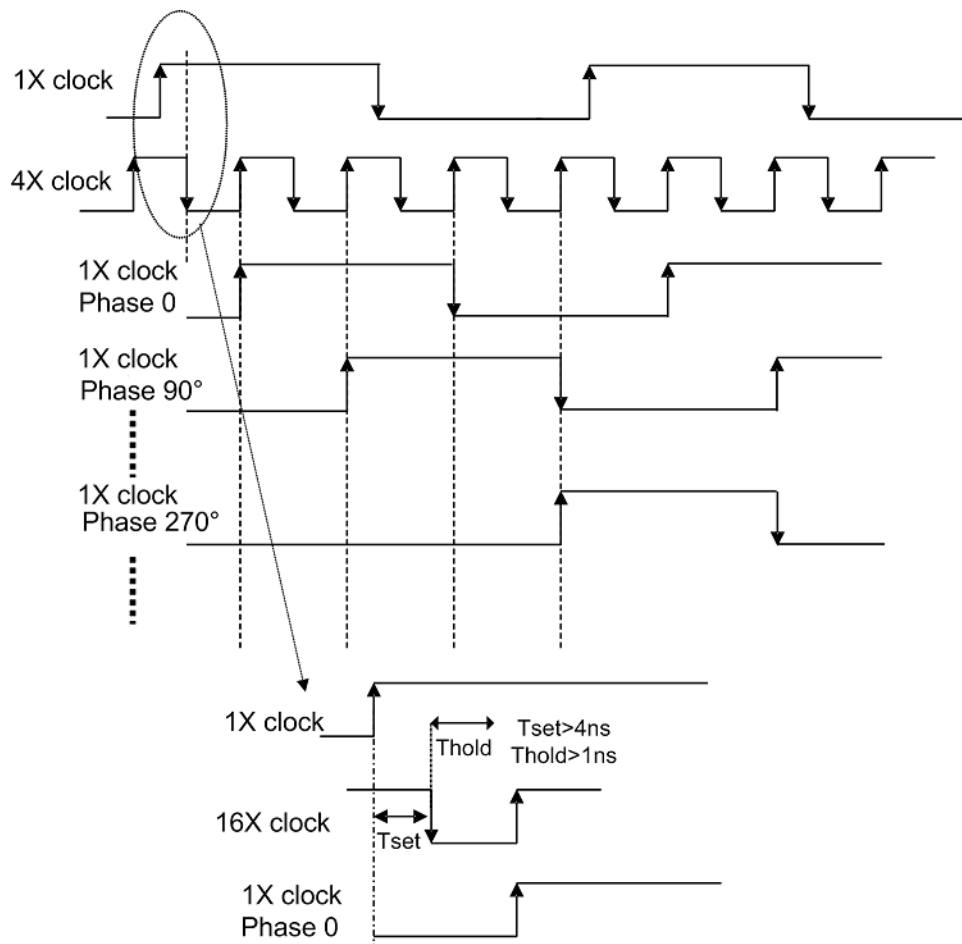 1X clock
4X clock
1X clock
Phase 0
1X clock
Phase 90°
1X clock
Phase 270°
1X clock
Thold
Tset>4ns
Thold>1ns
16X clock
Tset
1X clock
Phase 0